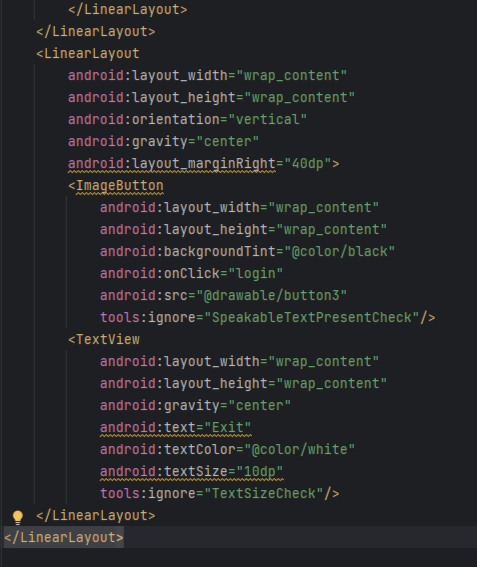 </LinearLayout>
</LinearLayout>
<LinearLayout
android:layout_width="wrap_content"
android:layout_height="wrap_content"
android:orientation="vertical"
android:gravity="center"
android:layout_marginRight="40dp">
<ImageButton
android:layout_width="wrap_content"
android:layout_height="wrap_content"
android:backgroundTint="@color/black"
android:onClick="login"
android:src="@drawable/button3"
tools:ignore="SpeakableTextPresentCheck"/>
<TextView
android:layout_width="wrap_content"
android:layout_height="wrap_content"
android:gravity="center"
android:text="Exit"
android:textColor="@color/white"
android:textSize="10dp"
tools:ignore="TextSizeCheck"/>
</LinearLayout>
</LinearLayout>